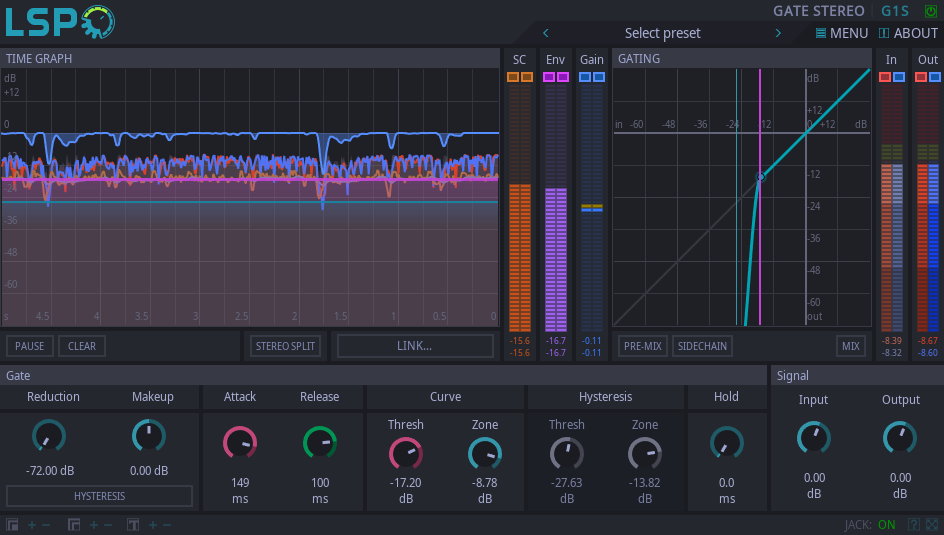 LSP
GATE STEREO G1S
Select preset
MENU
ABOUT
TIME GRAPH
SC
Env
Gain
GATING
In
Out
dB
+12
0
-12
-24
-36
-48
-60
s 4.5 4 3.5 3 2.5 2 1.5 1 0.5 0
dB
+12
in -60 -48 -36 -24 -12 0 +12 dB
-12
-24
-36
-48
-60
out
-15.6 -16.7 -0.11 -8.39 -8.67
-15.6 -16.7 -0.11 -8.32 -8.60
PAUSE
CLEAR
STEREO SPLIT
LINK...
PRE-MIX
SIDECHAIN
MIX
Gate
Signal
Reduction
Makeup
Attack
Release
Curve
Hysteresis
Hold
Input
Output
Thresh
Zone
Thresh
Zone
-72.00 dB
0.00 dB
149
ms
100
ms
-17.20
dB
-8.78
dB
-27.63
dB
-13.82
dB
0.0
ms
0.00
dB
0.00
dB
HYSTERESIS
JACK: ON
?